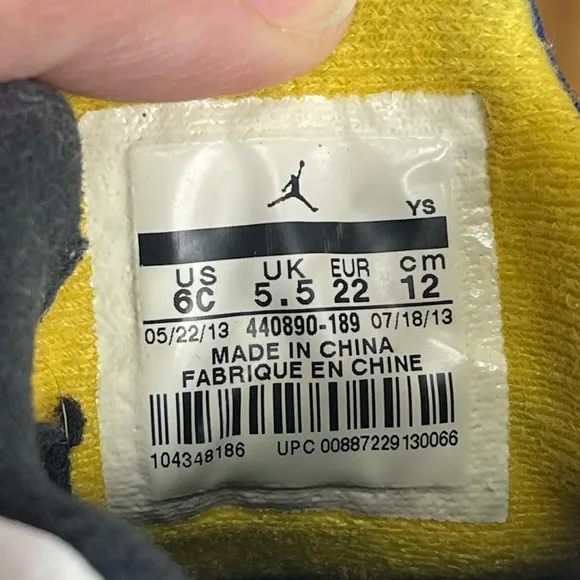 YS
US UK EUR cm
6C 5.5 22 12
05/22/13 440890-189 07/18/13
MADE IN CHINA
FABRIQUE EN CHINE
104348186 UPC 00887229130066